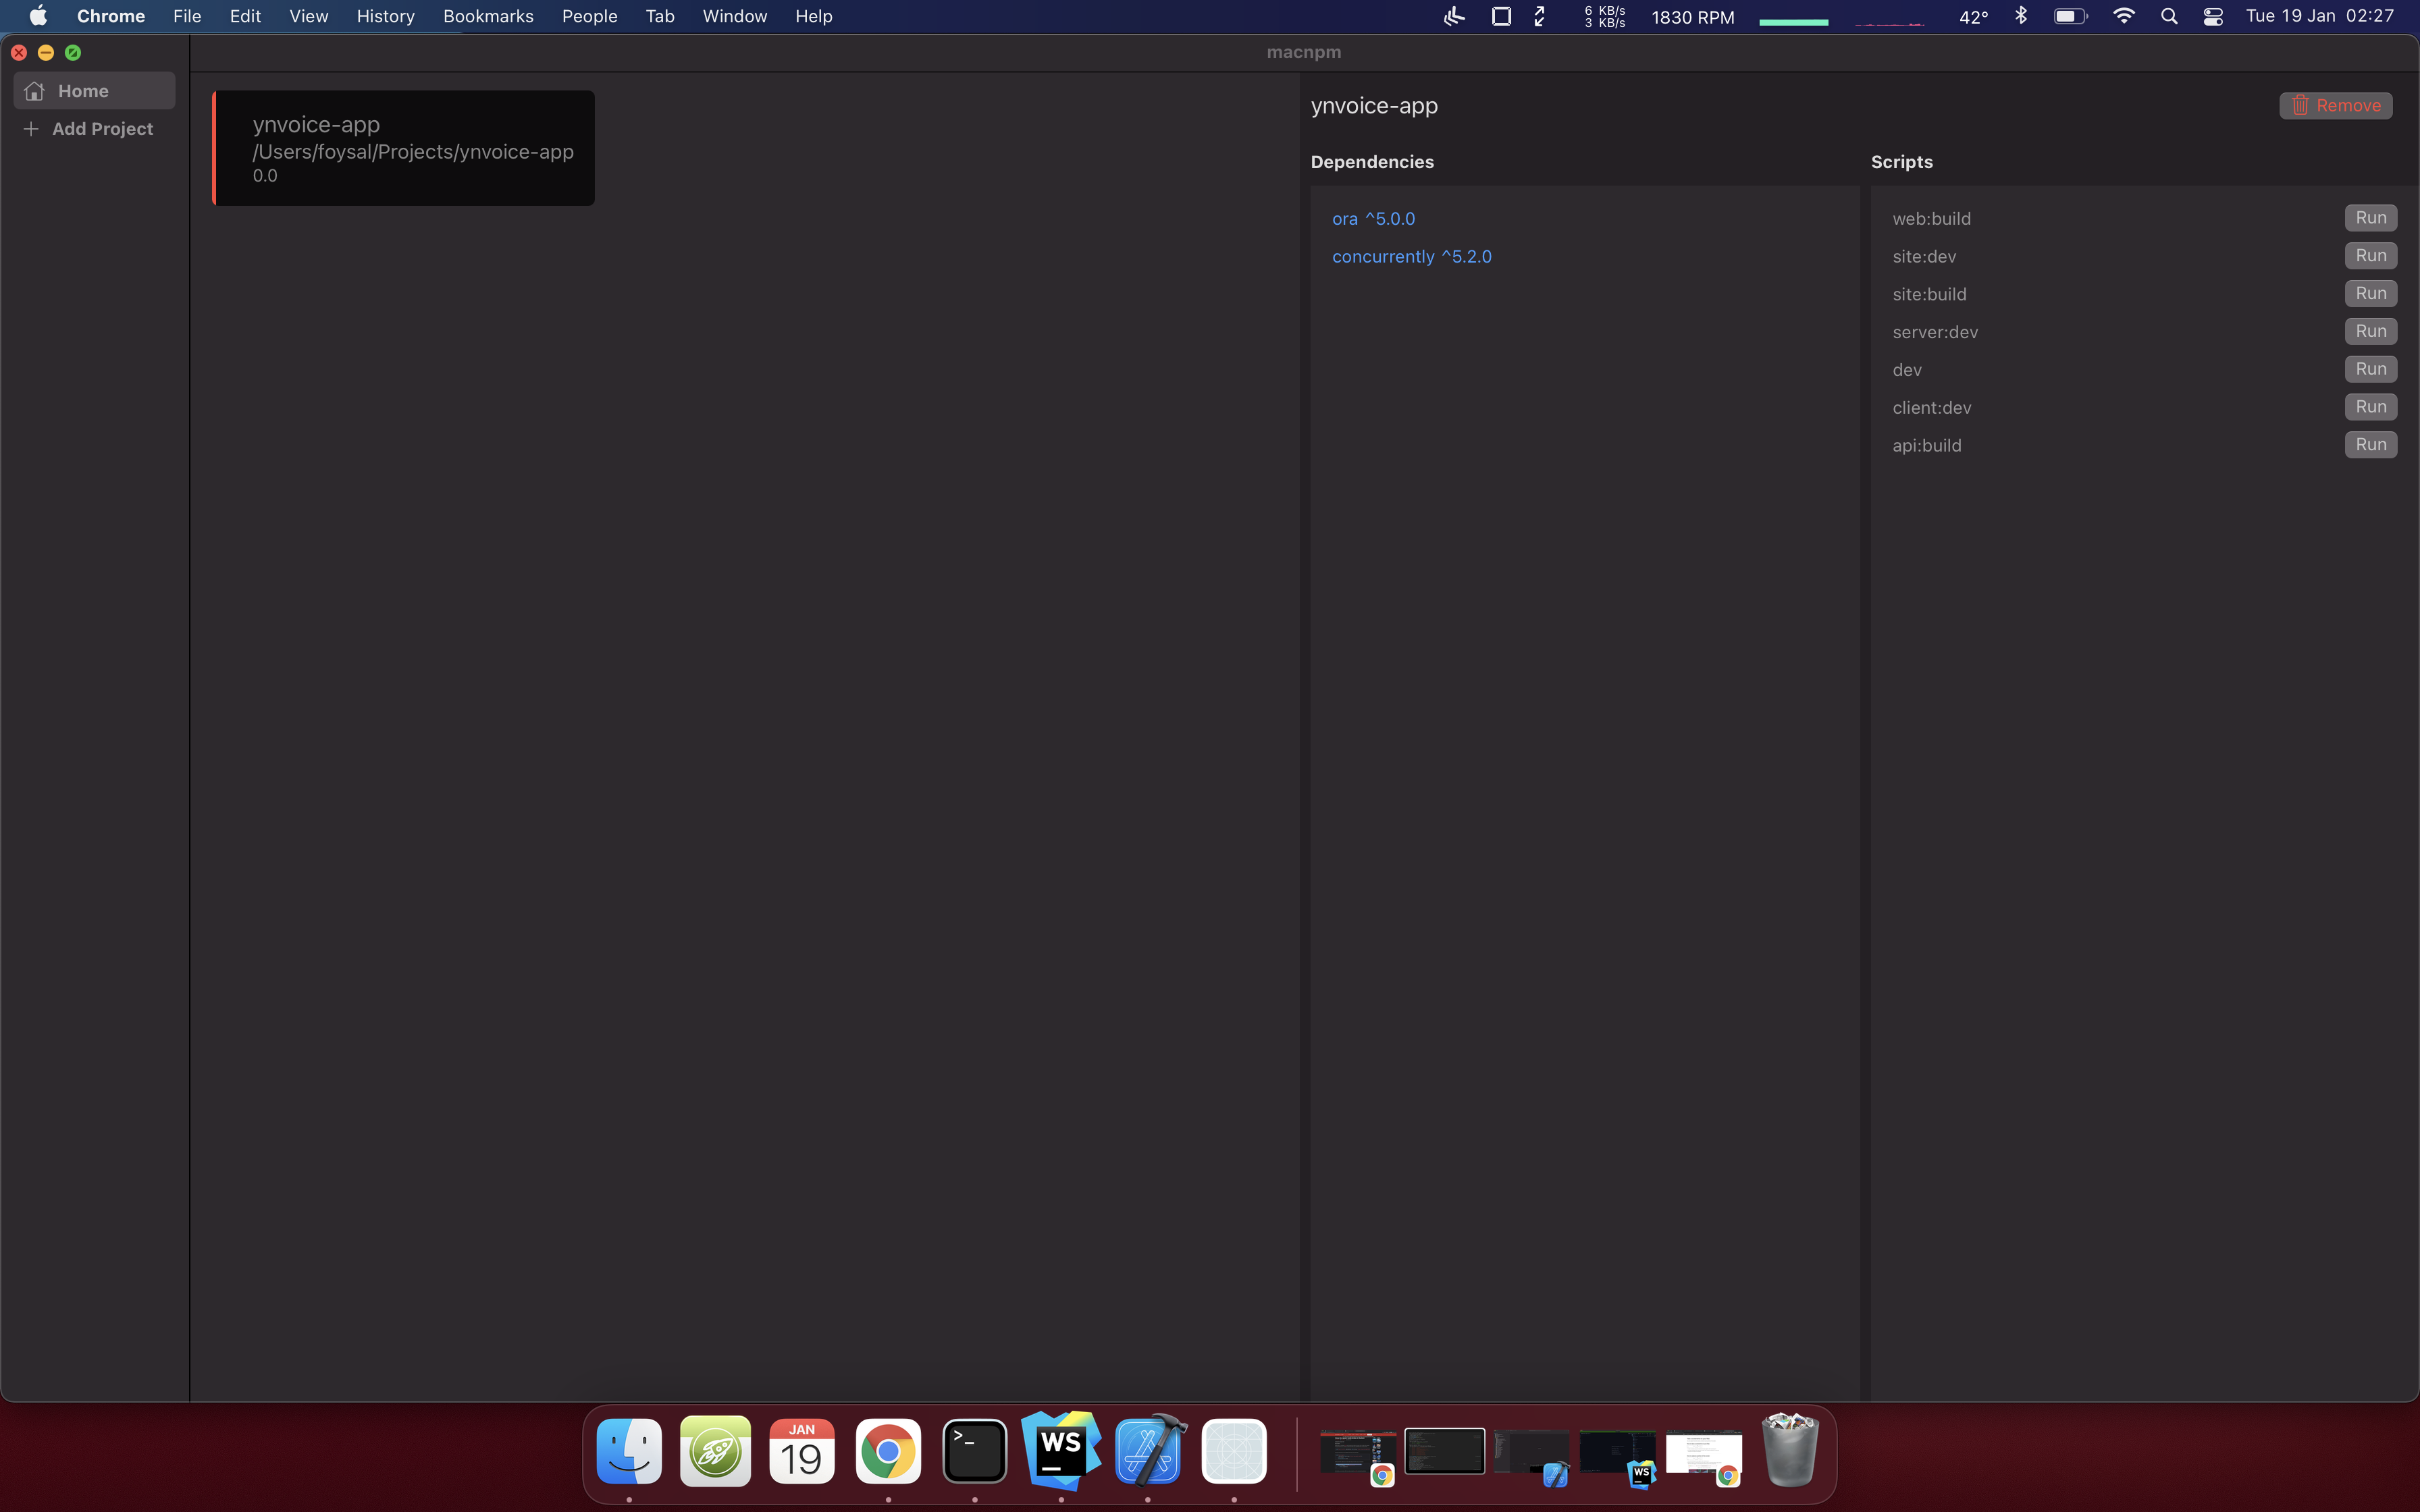 Chrome File Edit View History Bookmarks People Tab Window Help
6 KB/s
3 KB/s
1830 RPM
42°
Tue 19 Jan 02:27
macnpm
Home
Add Project
ynvoice-app
/Users/foysal/Projects/ynvoice-app
0.0
ynvoice-app
Remove
Dependencies
ora ^5.0.0
concurrently ^5.2.0
Scripts
web:build Run
site:dev Run
site:build Run
server:dev Run
dev Run
client:dev Run
api:build Run
JAN
19
>_
WS
WS